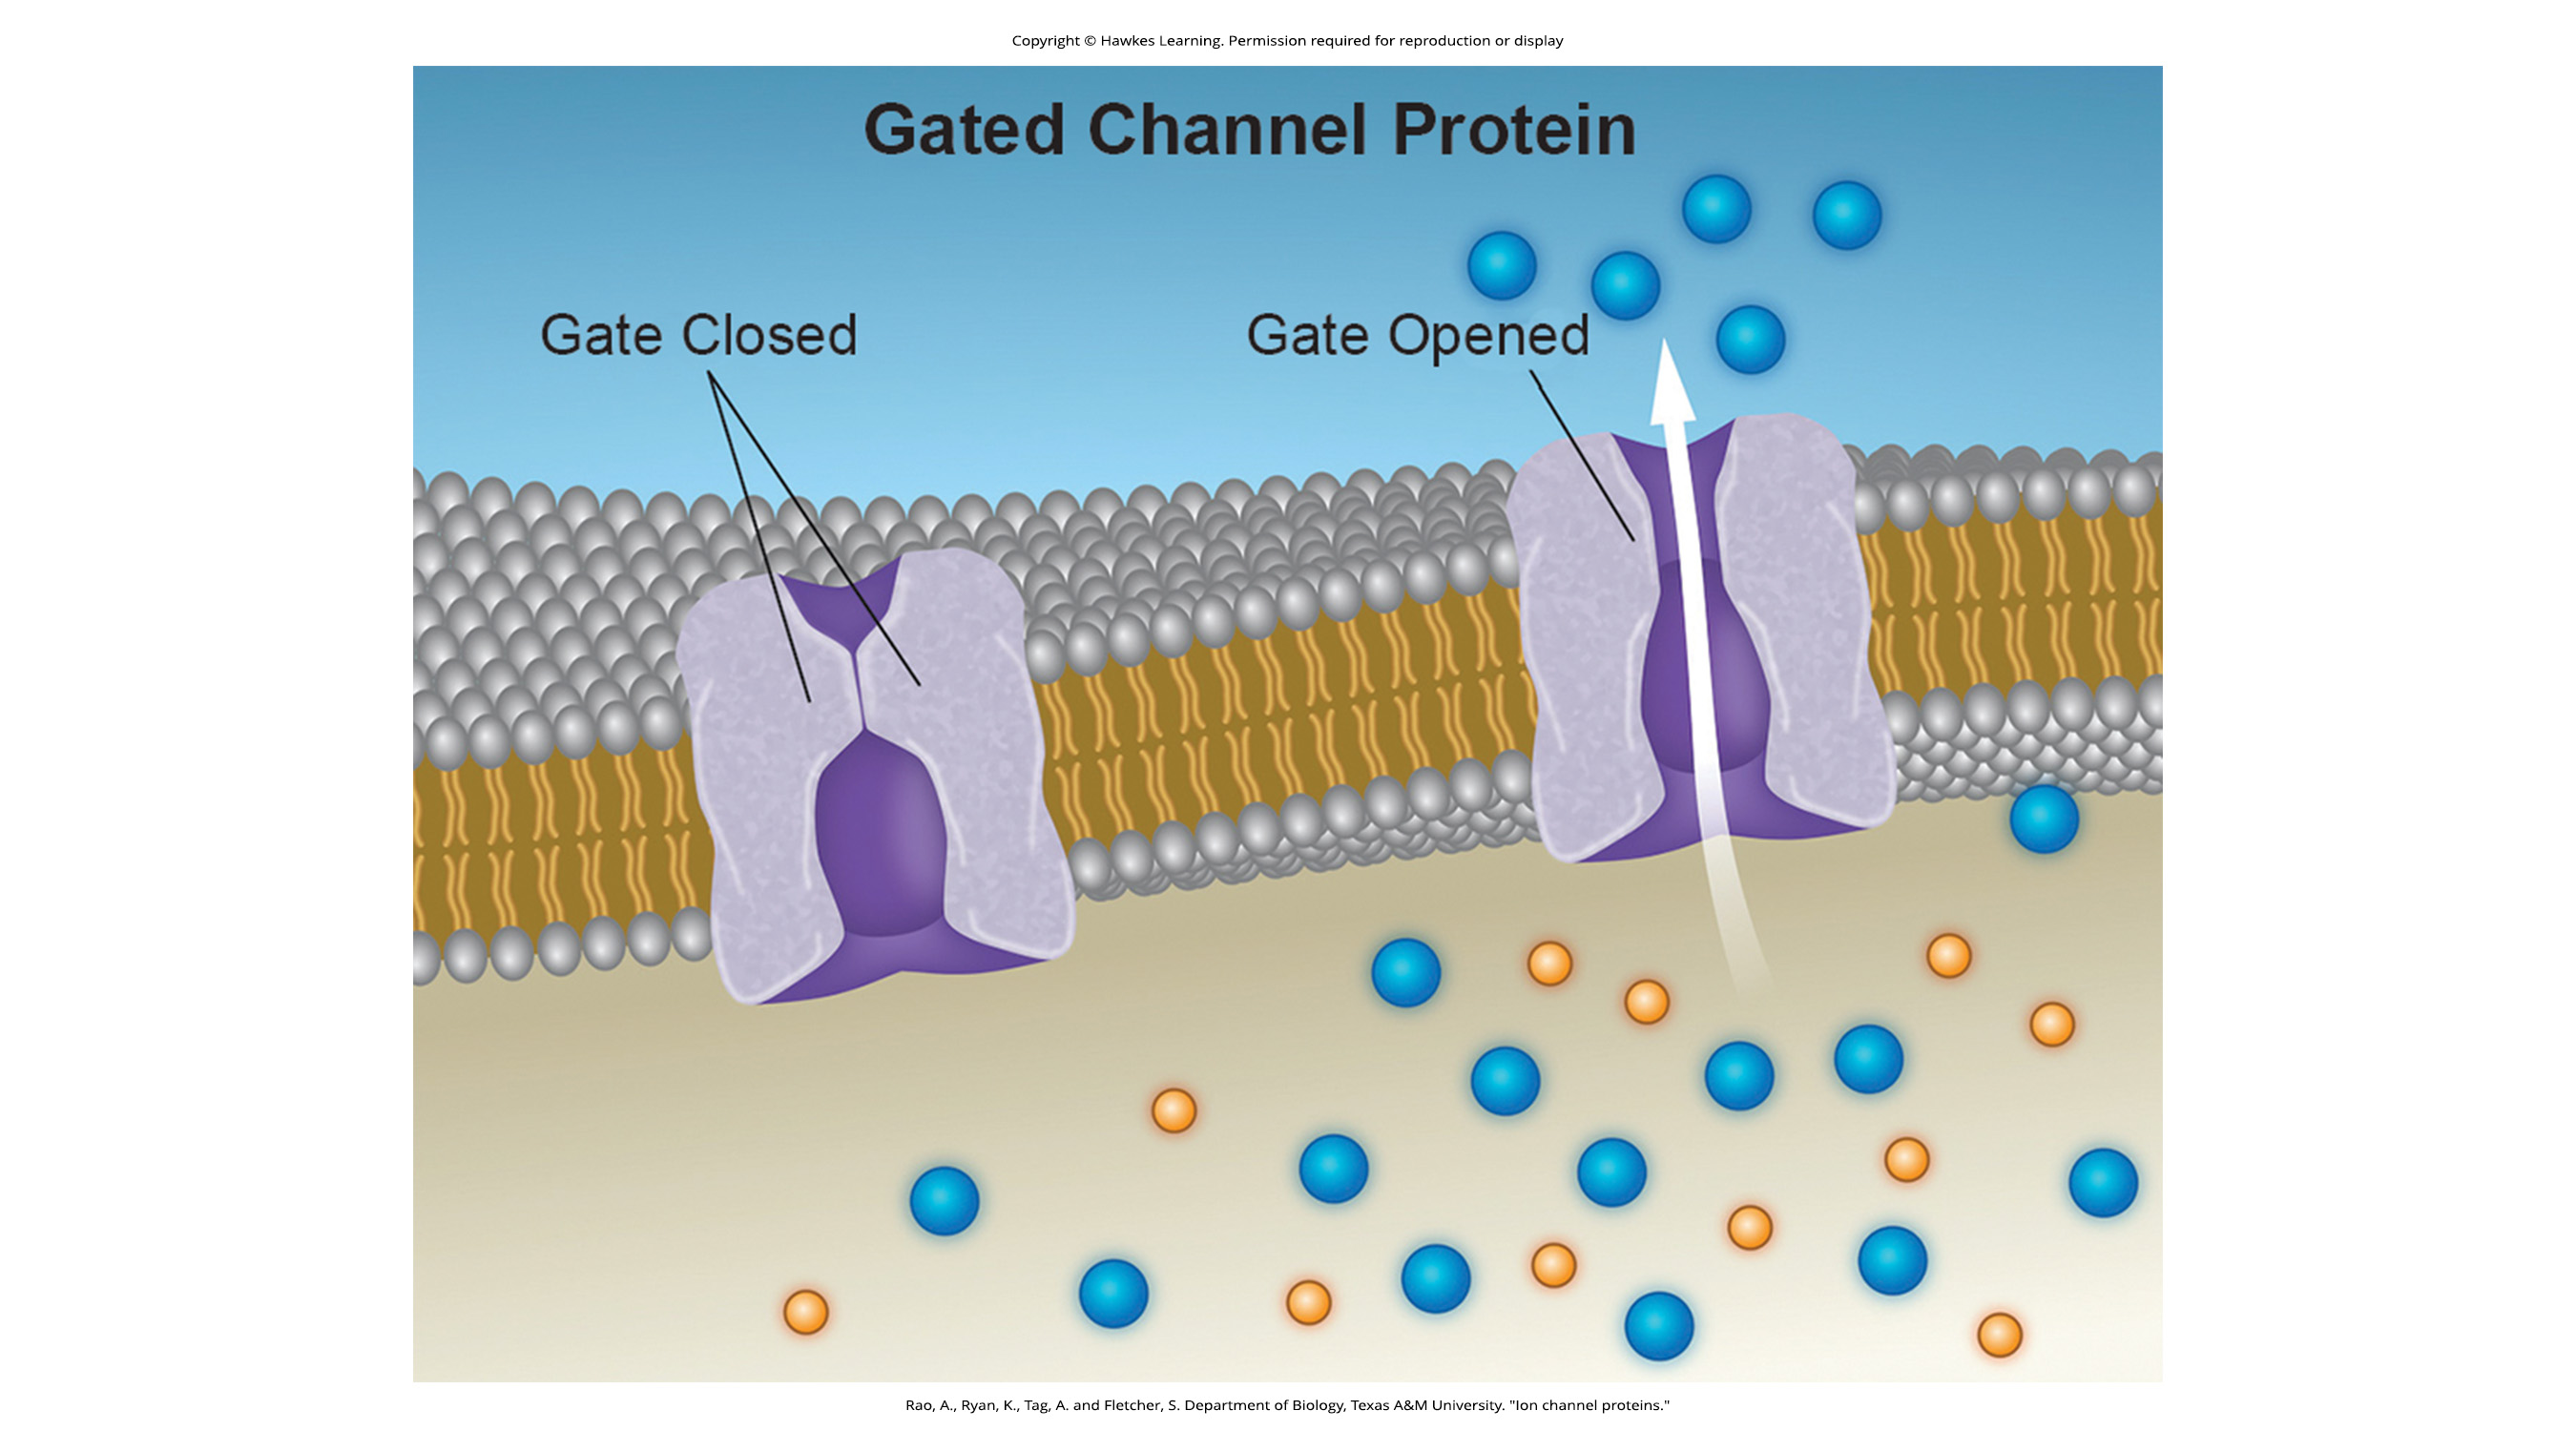 Copyright © Hawkes Learning. Permission required for reproduction or display
Gated Channel Protein
Gate Closed
Gate Opened
Rao, A., Ryan, K., Tag, A. and Fletcher, S. Department of Biology, Texas A&M University. "Ion channel proteins."